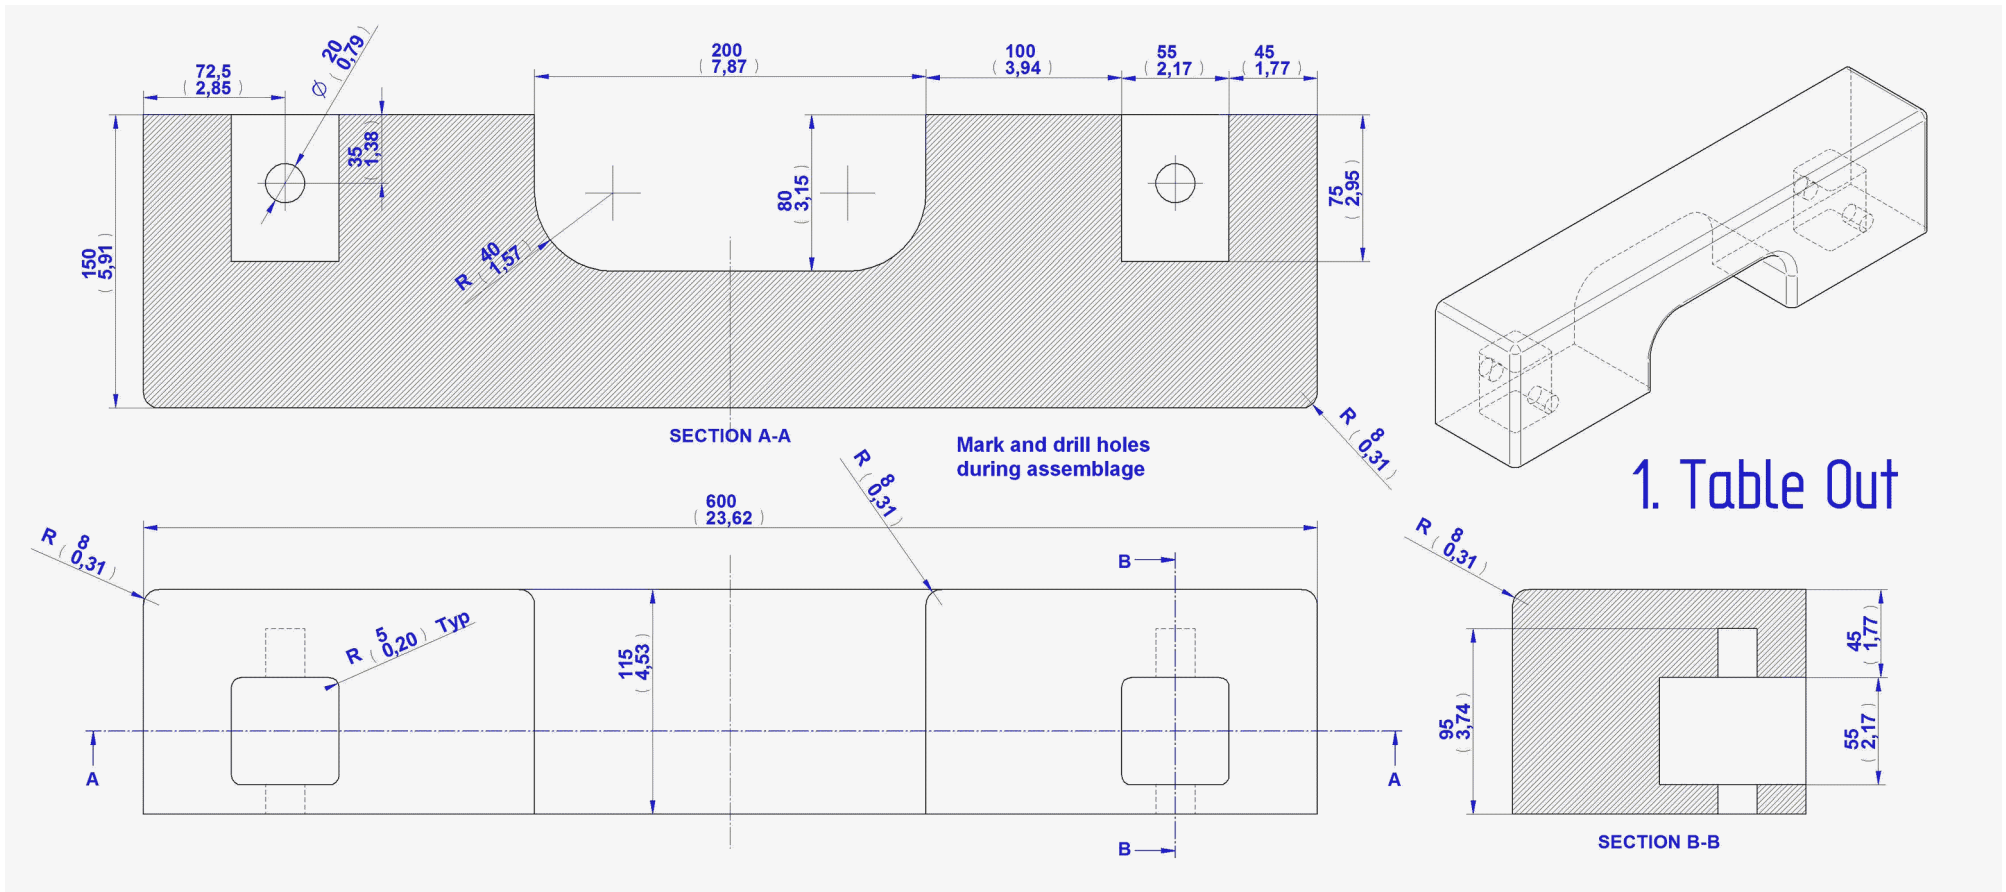 72,5
( 2,85 )
Ø 20
( 0,79 )
200
( 7,87 )
100
( 3,94 )
55
( 2,17 )
45
( 1,77 )
35
( 1,38 )
150
( 5,91 )
R 40
( 1,57 )
80
( 3,15 )
75
( 2,95 )
R 8
( 0,31 )
SECTION A-A
Mark and drill holes
during assemblage
1. Table Out
600
( 23,62 )
R 8
( 0,31 )
R 8
( 0,31 )
R 5
( 0,20 ) Typ
115
( 4,53 )
B
B
A
A
R 8
( 0,31 )
45
( 1,77 )
95
( 3,74 )
55
( 2,17 )
SECTION B-B